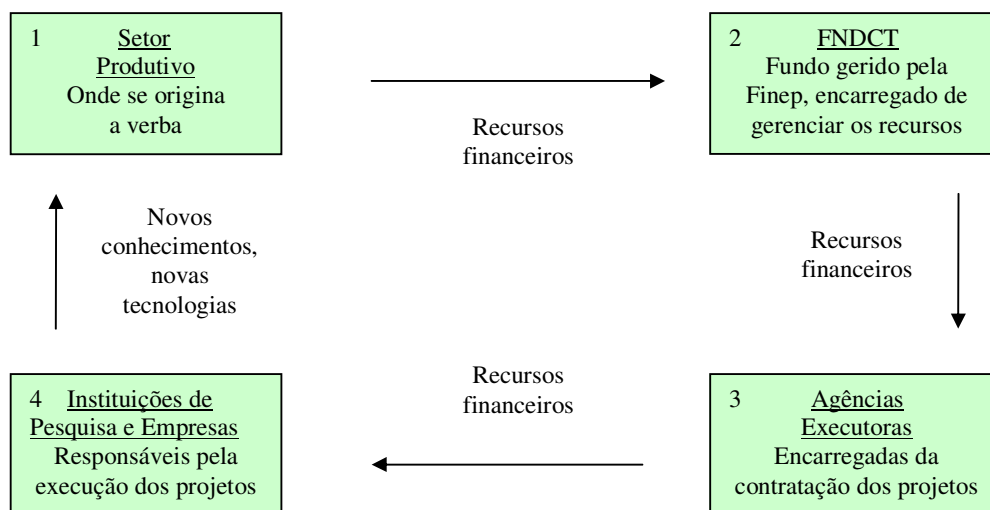 1 Setor
Produtivo
Onde se origina
a verba
Recursos
financeiros
2 FNDCT
Fundo gerido pela
Finep, encarregado de
gerenciar os recursos
Recursos
financeiros
3 Agências
Executoras
Encarregadas da
contratação dos projetos
Recursos
financeiros
4 Instituições de
Pesquisa e Empresas
Responsáveis pela
execução dos projetos
Novos
conhecimentos,
novas
tecnologias